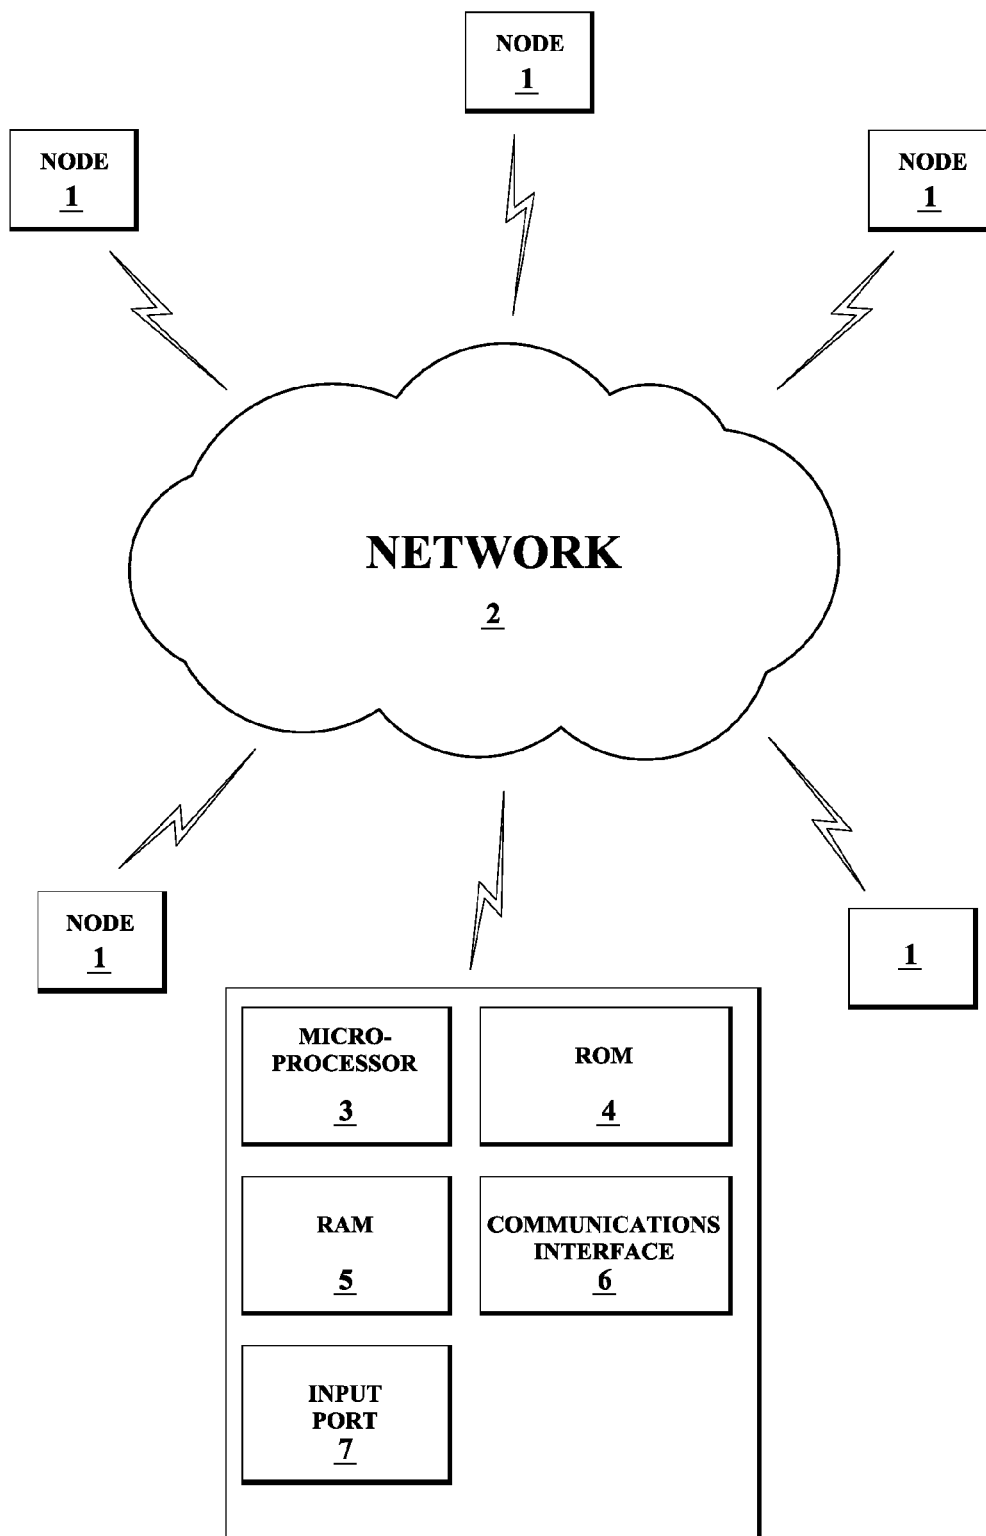 NODE
1
NODE
1
NODE
1
NETWORK
2
NODE
1
1
MICRO-
PROCESSOR
3
ROM
4
RAM
5
COMMUNICATIONS
INTERFACE
6
INPUT
PORT
7